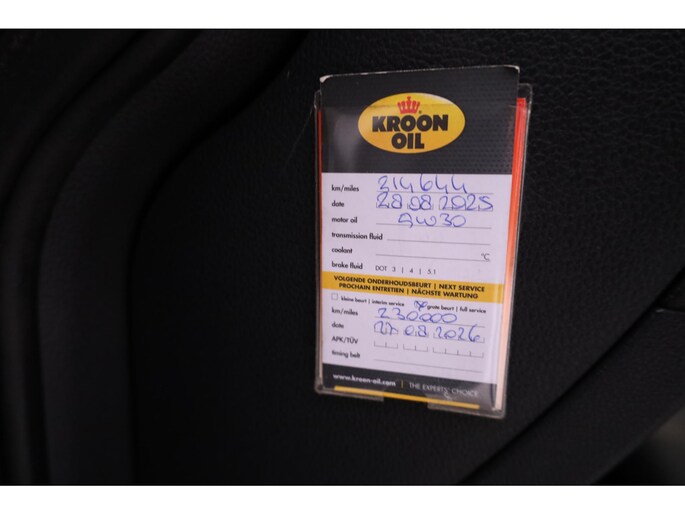 KROON
OIL
km/miles 214644
date 28.08.2025
motor oil 5W30
transmission fluid
coolant °C
brake fluid DOT 3 | 4 | 5.1
VOLGENDE ONDERHOUDSBEURT | NEXT SERVICE
PROCHAIN ENTRETIEN | NÄCHSTE WARTUNG
kleine beurt | interim service grote beurt | full service
km/miles 230000
date 27.08.2026
APK/TÜV
timing belt
www.kroon-oil.com | THE EXPERTS' CHOICE